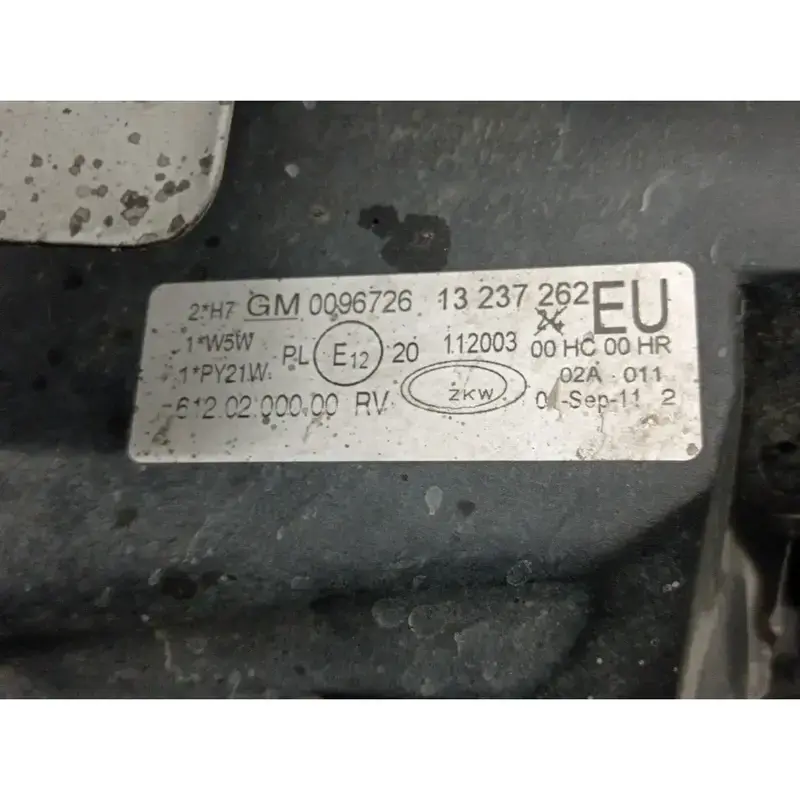 2*H7 GM 0096726 13 237 262 EU
1*W5W PL E12 20 112003 00 HC 00 HR
1*PY21W 02A 011
612.02.000.00 RV ZKW -Sep-11 2